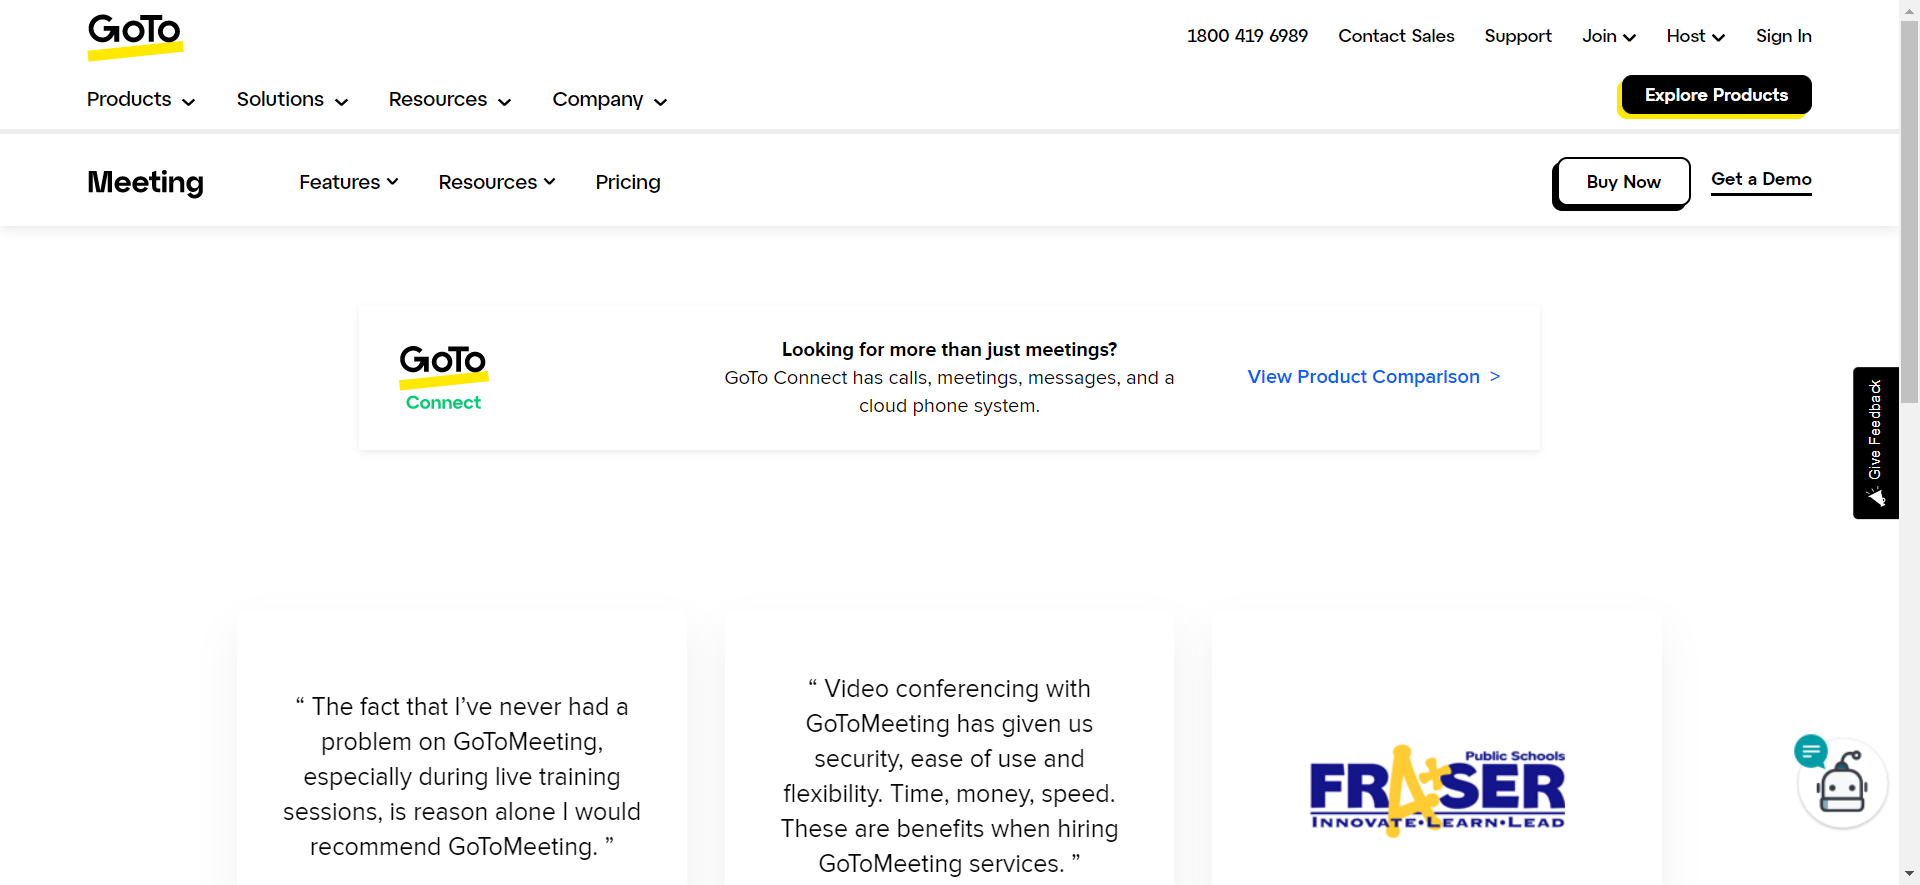 GoTo
1800 419 6989 Contact Sales Support Join Host Sign In
Products Solutions Resources Company
Explore Products
Meeting Features Resources Pricing Buy Now Get a Demo
GoTo
Connect
Looking for more than just meetings?
GoTo Connect has calls, meetings, messages, and a
cloud phone system.
View Product Comparison >
Give Feedback
“ The fact that I’ve never had a
problem on GoToMeeting,
especially during live training
sessions, is reason alone I would
recommend GoToMeeting. ”
“ Video conferencing with
GoToMeeting has given us
security, ease of use and
flexibility. Time, money, speed.
These are benefits when hiring
GoToMeeting services. ”
Public Schools
FRASER
INNOVATE•LEARN•LEAD
A+